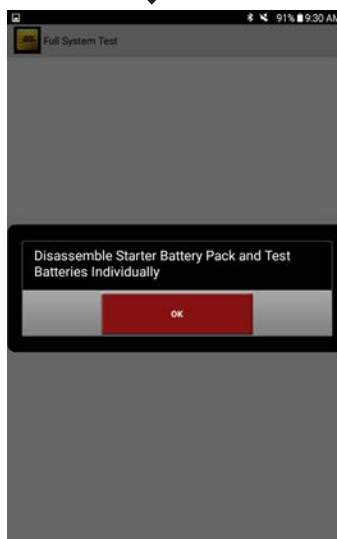 91% 9:30 AM
Full System Test
Disassemble Starter Battery Pack and Test
Batteries Individually
OK